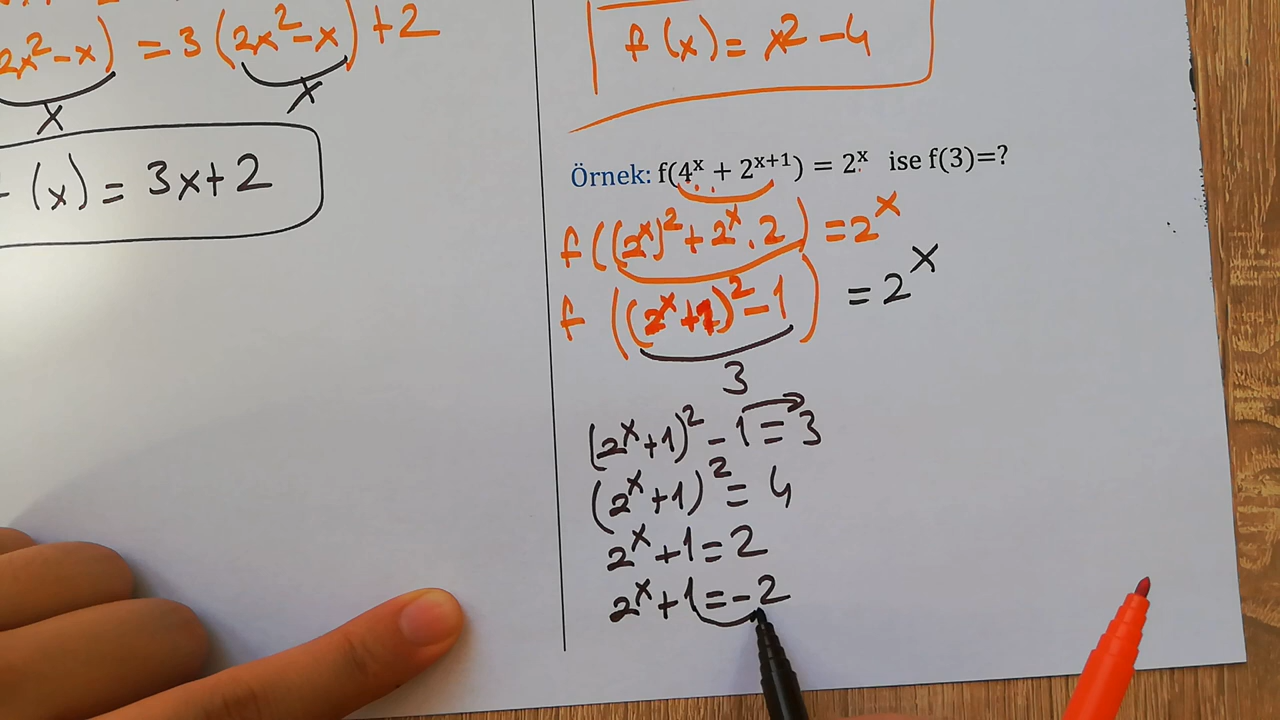 2x²-x) = 3(2x²-x)+2
x x
(x) = 3x+2
f(x) = x²-4
Örnek: f(4ˣ + 2ˣ⁺¹) = 2ˣ ise f(3)=?
f((2ˣ)²+2ˣ.2) = 2ˣ
f((2ˣ+1)²-1) = 2ˣ
3
(2ˣ+1)²-1=3
(2ˣ+1)²=4
2ˣ+1=2
2ˣ+1=-2